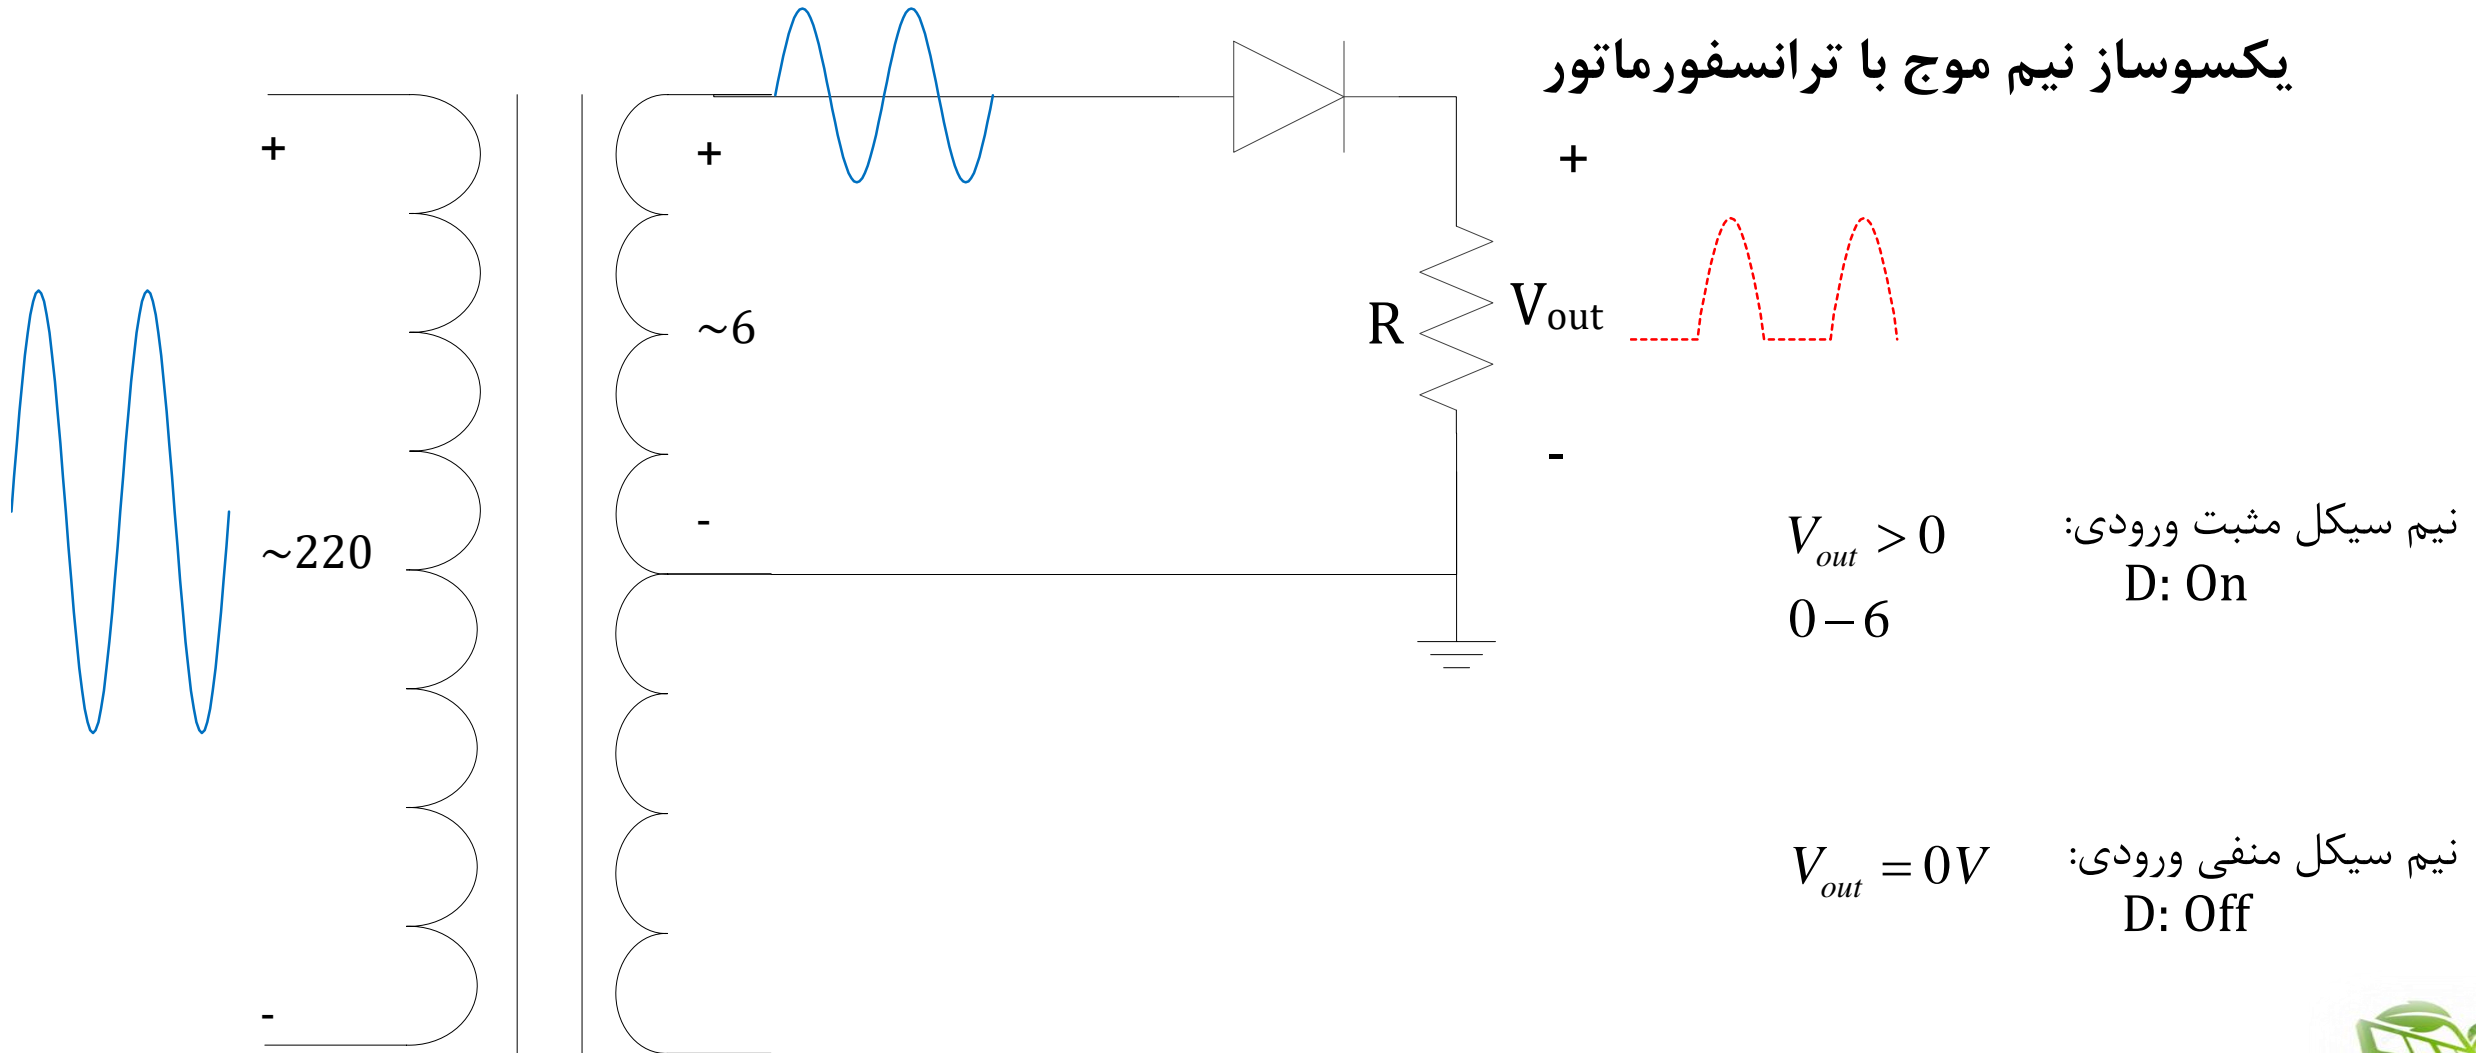 یکسوساز نیم موج با ترانسفورماتور
+
+
+
~6
R
Vout
~220
-
-
-
نیم سیکل مثبت ورودی:
Vout > 0
D: On
0 – 6
نیم سیکل منفی ورودی:
Vout = 0V
D: Off